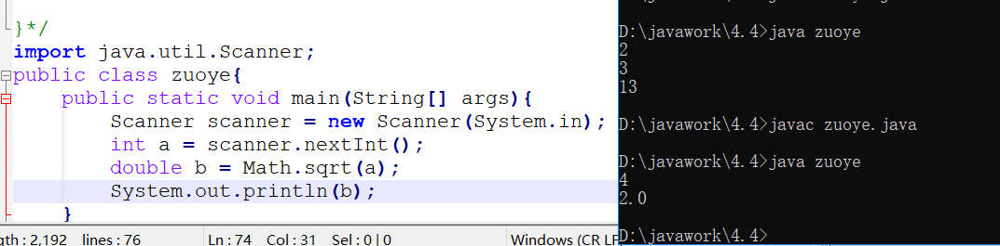 }*/
import java.util.Scanner;
public class zuoye{
public static void main(String[] args){
Scanner scanner = new Scanner(System.in);
int a = scanner.nextInt();
double b = Math.sqrt(a);
System.out.println(b);
}
gth : 2,192 lines : 76 Ln : 74 Col : 31 Sel : 0 | 0 Windows (CR LF
D:\javawork\4.4>java zuoye
2
3
13
D:\javawork\4.4>javac zuoye.java
D:\javawork\4.4>java zuoye
4
2.0
D:\javawork\4.4>